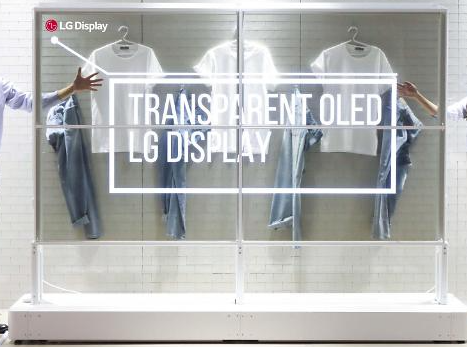 LG Display
TRANSPARENT OLED
LG DISPLAY